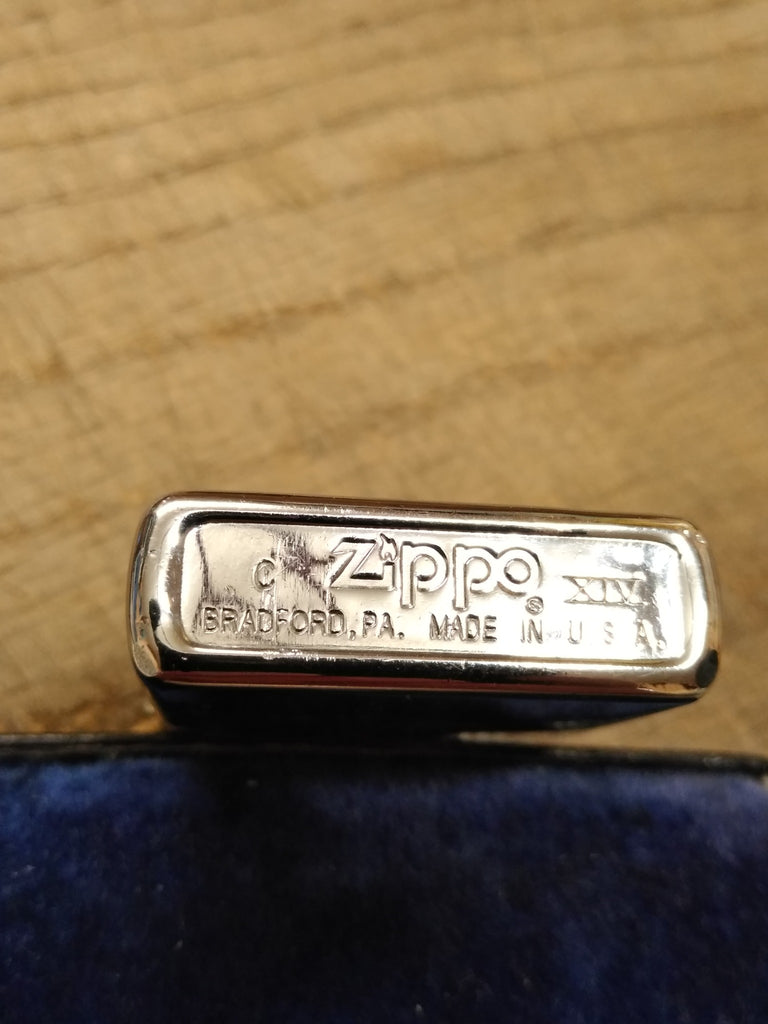 C Zippo ® XIV
BRADFORD, PA. MADE IN U.S.A.